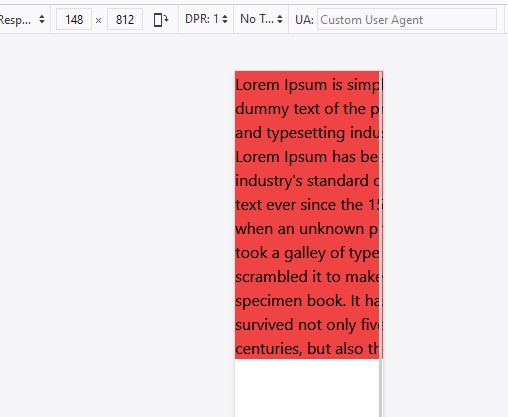 Resp... 148 × 812 DPR: 1 No T... UA: Custom User Agent
Lorem Ipsum is simpl
dummy text of the p
and typesetting indu
Lorem Ipsum has be
industry's standard
text ever since the 15
when an unknown p
took a galley of type
scrambled it to make
specimen book. It ha
survived not only five
centuries, but also th